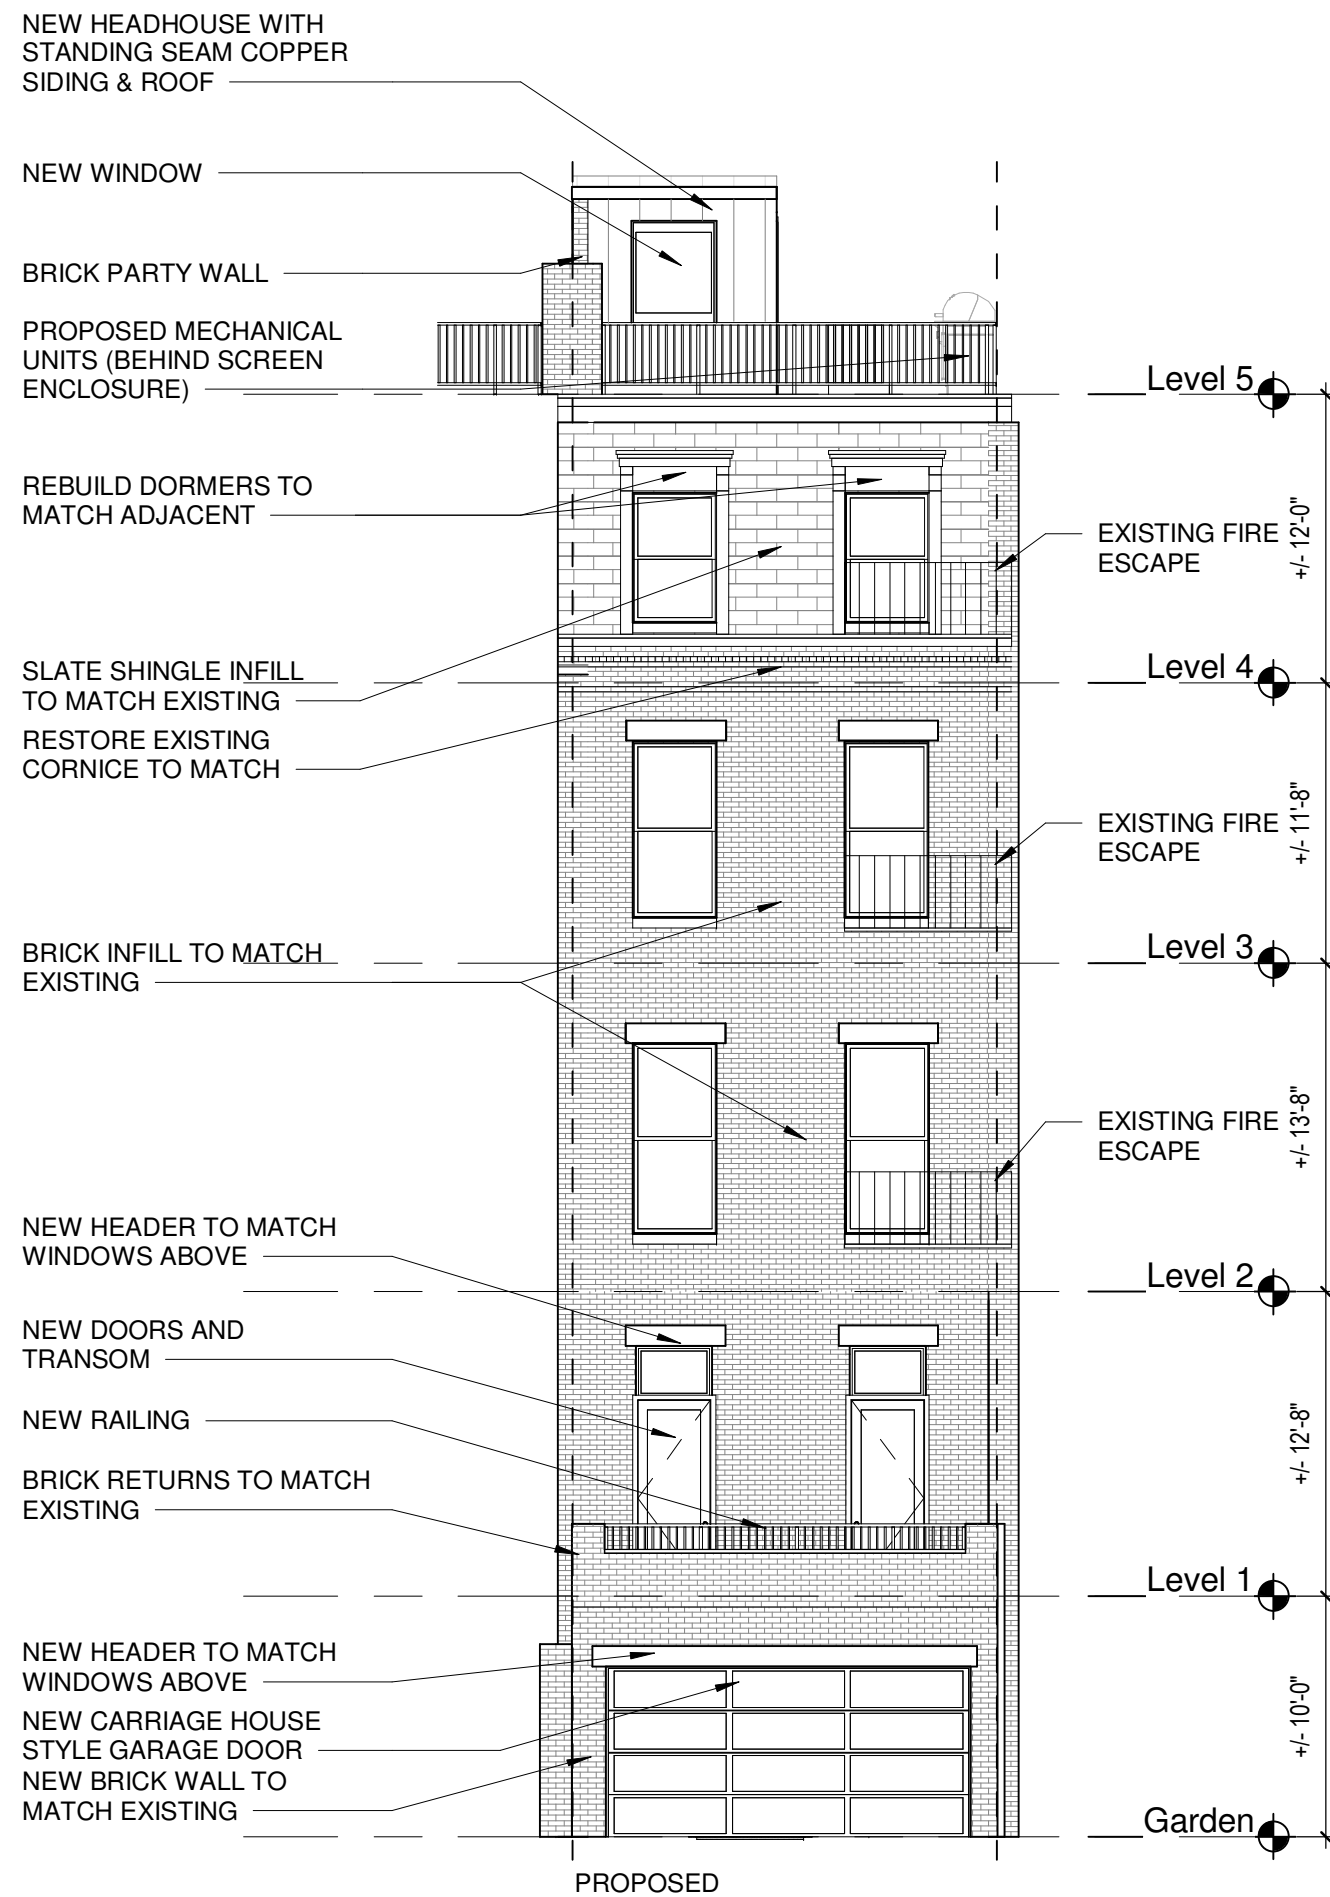 NEW HEADHOUSE WITH
STANDING SEAM COPPER
SIDING & ROOF
NEW WINDOW
BRICK PARTY WALL
PROPOSED MECHANICAL
UNITS (BEHIND SCREEN
ENCLOSURE)
Level 5
REBUILD DORMERS TO
MATCH ADJACENT
EXISTING FIRE
ESCAPE
+/- 12'-0"
SLATE SHINGLE INFILL
TO MATCH EXISTING
Level 4
RESTORE EXISTING
CORNICE TO MATCH
EXISTING FIRE
ESCAPE
+/- 11'-8"
BRICK INFILL TO MATCH
EXISTING
Level 3
EXISTING FIRE
ESCAPE
+/- 13'-8"
NEW HEADER TO MATCH
WINDOWS ABOVE
Level 2
NEW DOORS AND
TRANSOM
NEW RAILING
+/- 12'-8"
BRICK RETURNS TO MATCH
EXISTING
Level 1
NEW HEADER TO MATCH
WINDOWS ABOVE
NEW CARRIAGE HOUSE
STYLE GARAGE DOOR
+/- 10'-0"
NEW BRICK WALL TO
MATCH EXISTING
Garden
PROPOSED